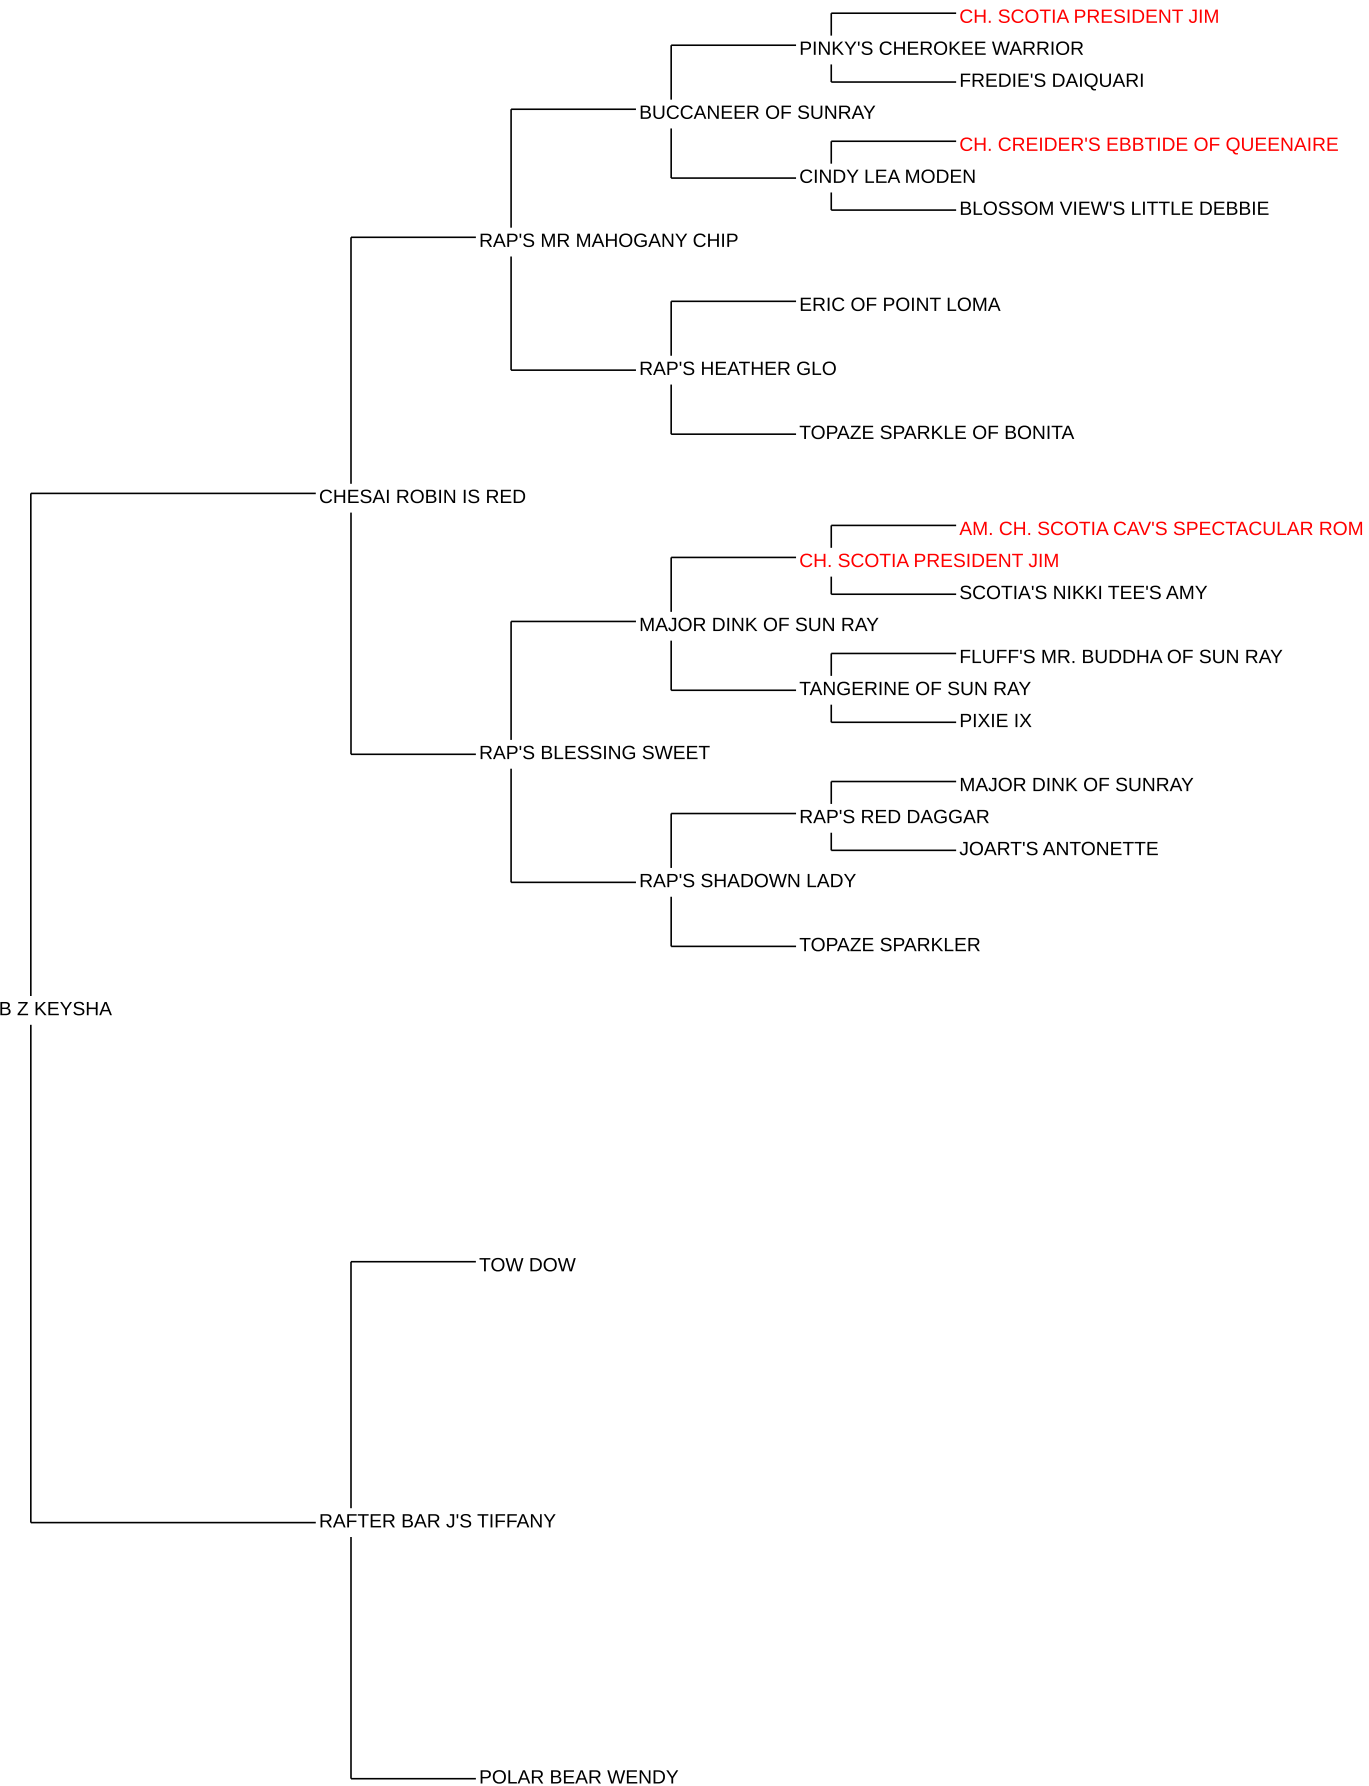 CH. SCOTIA PRESIDENT JIM
PINKY'S CHEROKEE WARRIOR
FREDIE'S DAIQUARI
BUCCANEER OF SUNRAY
CH. CREIDER'S EBBTIDE OF QUEENAIRE
CINDY LEA MODEN
BLOSSOM VIEW'S LITTLE DEBBIE
RAP'S MR MAHOGANY CHIP
ERIC OF POINT LOMA
RAP'S HEATHER GLO
TOPAZE SPARKLE OF BONITA
CHESAI ROBIN IS RED
AM. CH. SCOTIA CAV'S SPECTACULAR ROM
CH. SCOTIA PRESIDENT JIM
SCOTIA'S NIKKI TEE'S AMY
MAJOR DINK OF SUN RAY
FLUFF'S MR. BUDDHA OF SUN RAY
TANGERINE OF SUN RAY
PIXIE IX
RAP'S BLESSING SWEET
MAJOR DINK OF SUNRAY
RAP'S RED DAGGAR
JOART'S ANTONETTE
RAP'S SHADOWN LADY
TOPAZE SPARKLER
B Z KEYSHA
TOW DOW
RAFTER BAR J'S TIFFANY
POLAR BEAR WENDY